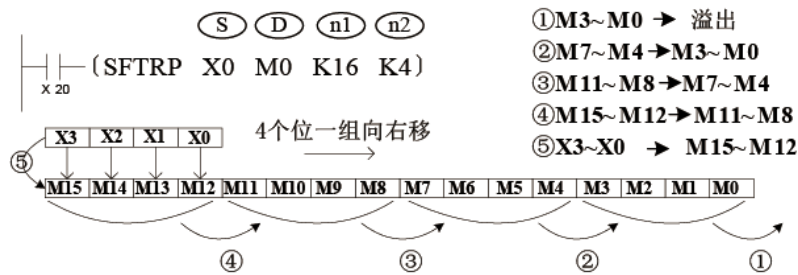 S D n1 n2
X 20
〔SFTRP X0 M0 K16 K4〕
①M3~M0 → 溢出
②M7~M4→M3~M0
③M11~M8→M7~M4
④M15~M12→M11~M8
⑤X3~X0 → M15~M12
X3 X2 X1 X0
4个位一组向右移
⑤
M15 M14 M13 M12 M11 M10 M9 M8 M7 M6 M5 M4 M3 M2 M1 M0
④ ③ ② ①